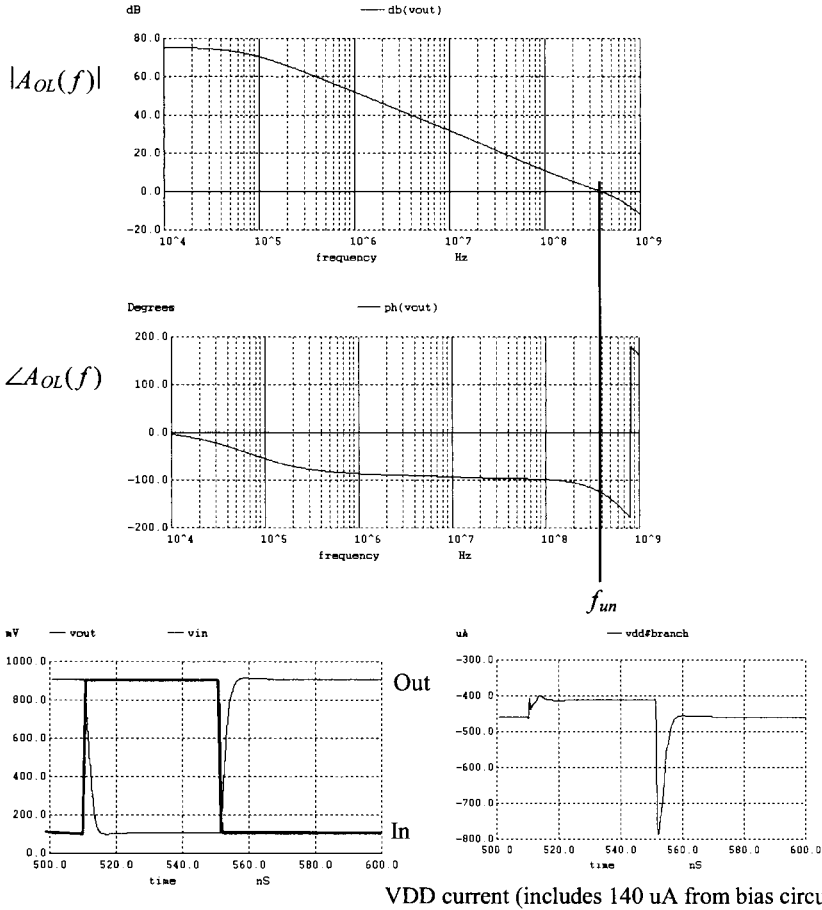 dB
db(vout)
|A_OL(f)|
80.0
60.0
40.0
20.0
0.0
-20.0
10^4 10^5 10^6 10^7 10^8 10^9
frequency Hz
Degrees
ph(vout)
∠A_OL(f)
200.0
100.0
0.0
-100.0
-200.0
10^4 10^5 10^6 10^7 10^8 10^9
frequency Hz
f_un
mV vout vin
1000.0
800.0
600.0
400.0
200.0
0.0
500.0 520.0 540.0 560.0 580.0 600.0
time nS
Out
In
uA vdd#branch
-300.0
-400.0
-500.0
-600.0
-700.0
-800.0
500.0 520.0 540.0 560.0 580.0 600.0
time nS
VDD current (includes 140 uA from bias circu